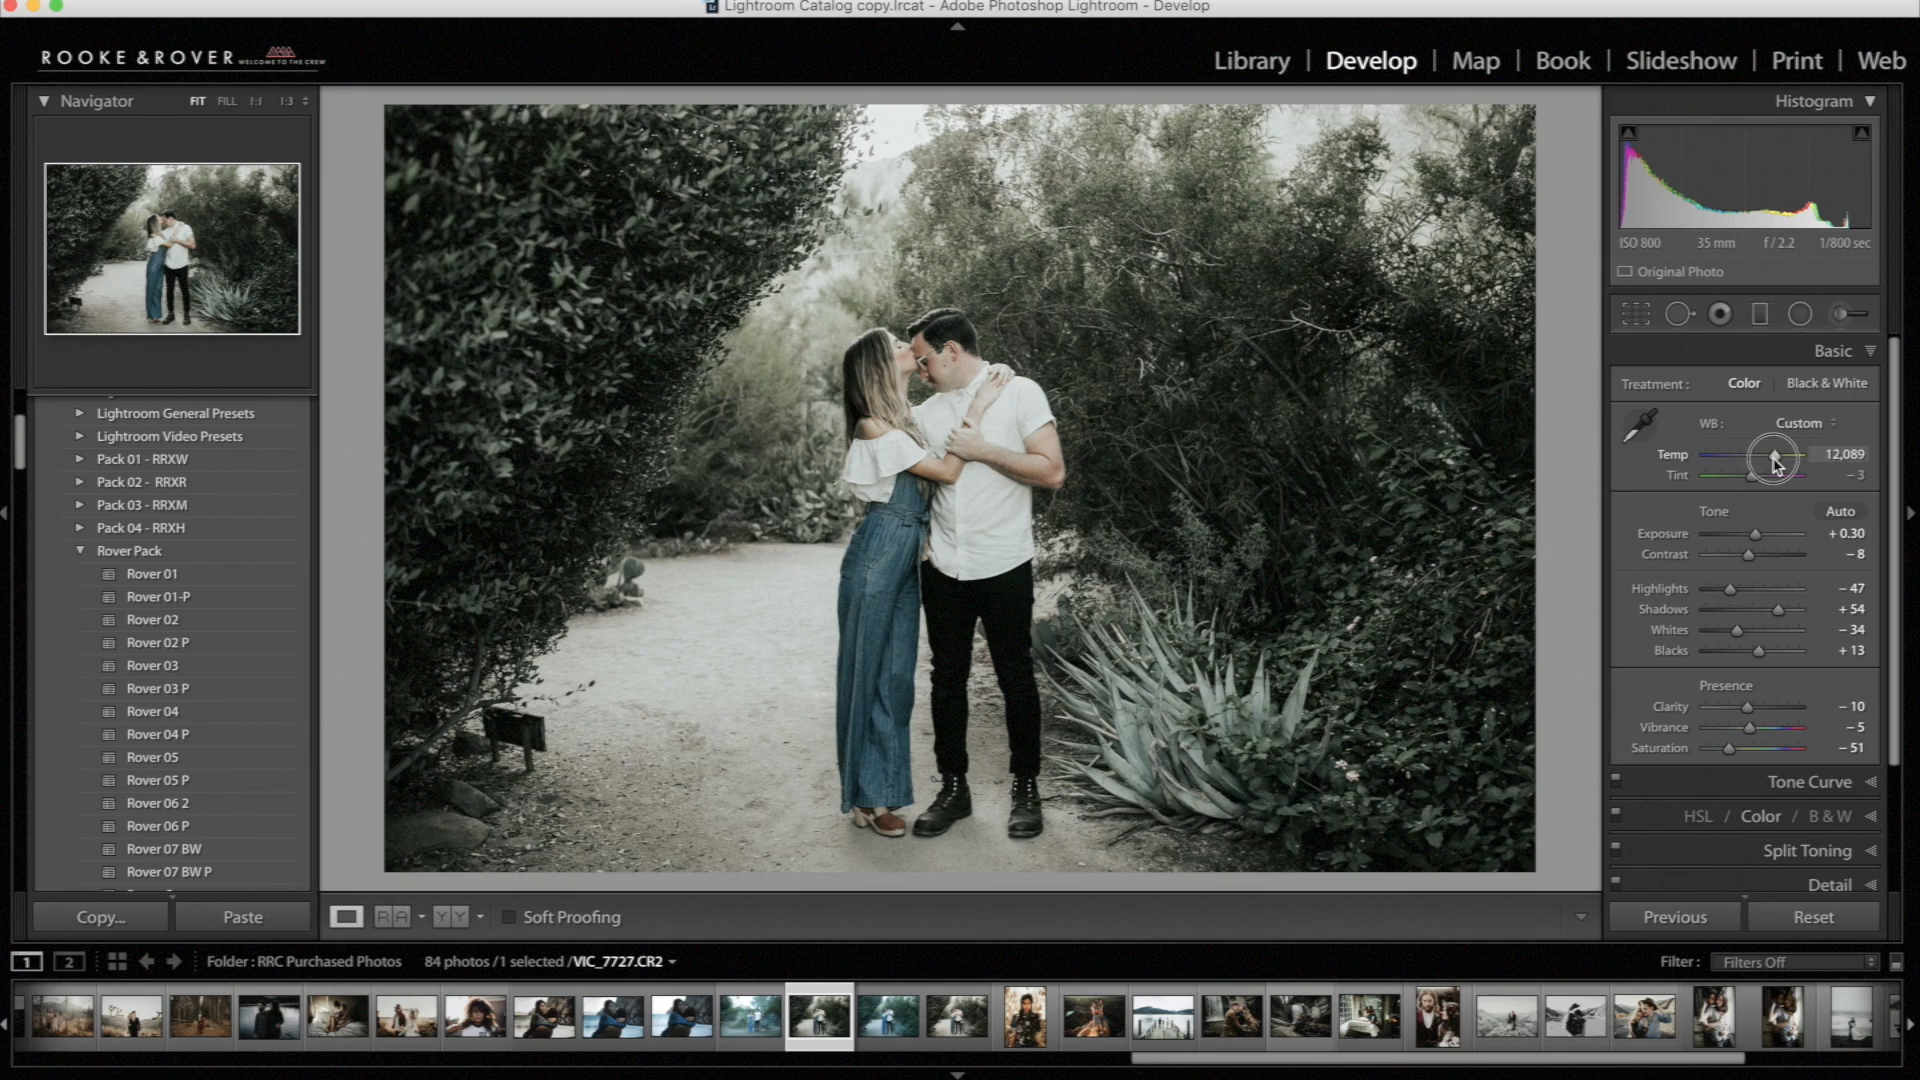 Lightroom Catalog copy.lrcat - Adobe Photoshop Lightroom - Develop
ROOKE & ROVER WELCOME TO THE CREW
Library | Develop | Map | Book | Slideshow | Print | Web
Navigator FIT FILL 1:1 1:3
Histogram
ISO 800 35 mm f / 2.2 1/800 sec
Original Photo
Basic
Treatment : Color Black & White
WB : Custom
Temp 12,089
Tint – 3
Tone Auto
Exposure + 0.30
Contrast – 8
Highlights – 47
Shadows + 54
Whites – 34
Blacks + 13
Presence
Clarity – 10
Vibrance – 5
Saturation – 51
Tone Curve
HSL / Color / B & W
Split Toning
Detail
Previous Reset
Lightroom General Presets
Lightroom Video Presets
Pack 01 - RRXW
Pack 02 - RRXR
Pack 03 - RRXM
Pack 04 - RRXH
Rover Pack
Rover 01
Rover 01-P
Rover 02
Rover 02 P
Rover 03
Rover 03 P
Rover 04
Rover 04 P
Rover 05
Rover 05 P
Rover 06 2
Rover 06 P
Rover 07 BW
Rover 07 BW P
Copy... Paste
R A Y Y Soft Proofing
1 2 Folder : RRC Purchased Photos 84 photos / 1 selected / VIC_7727.CR2
Filter : Filters Off